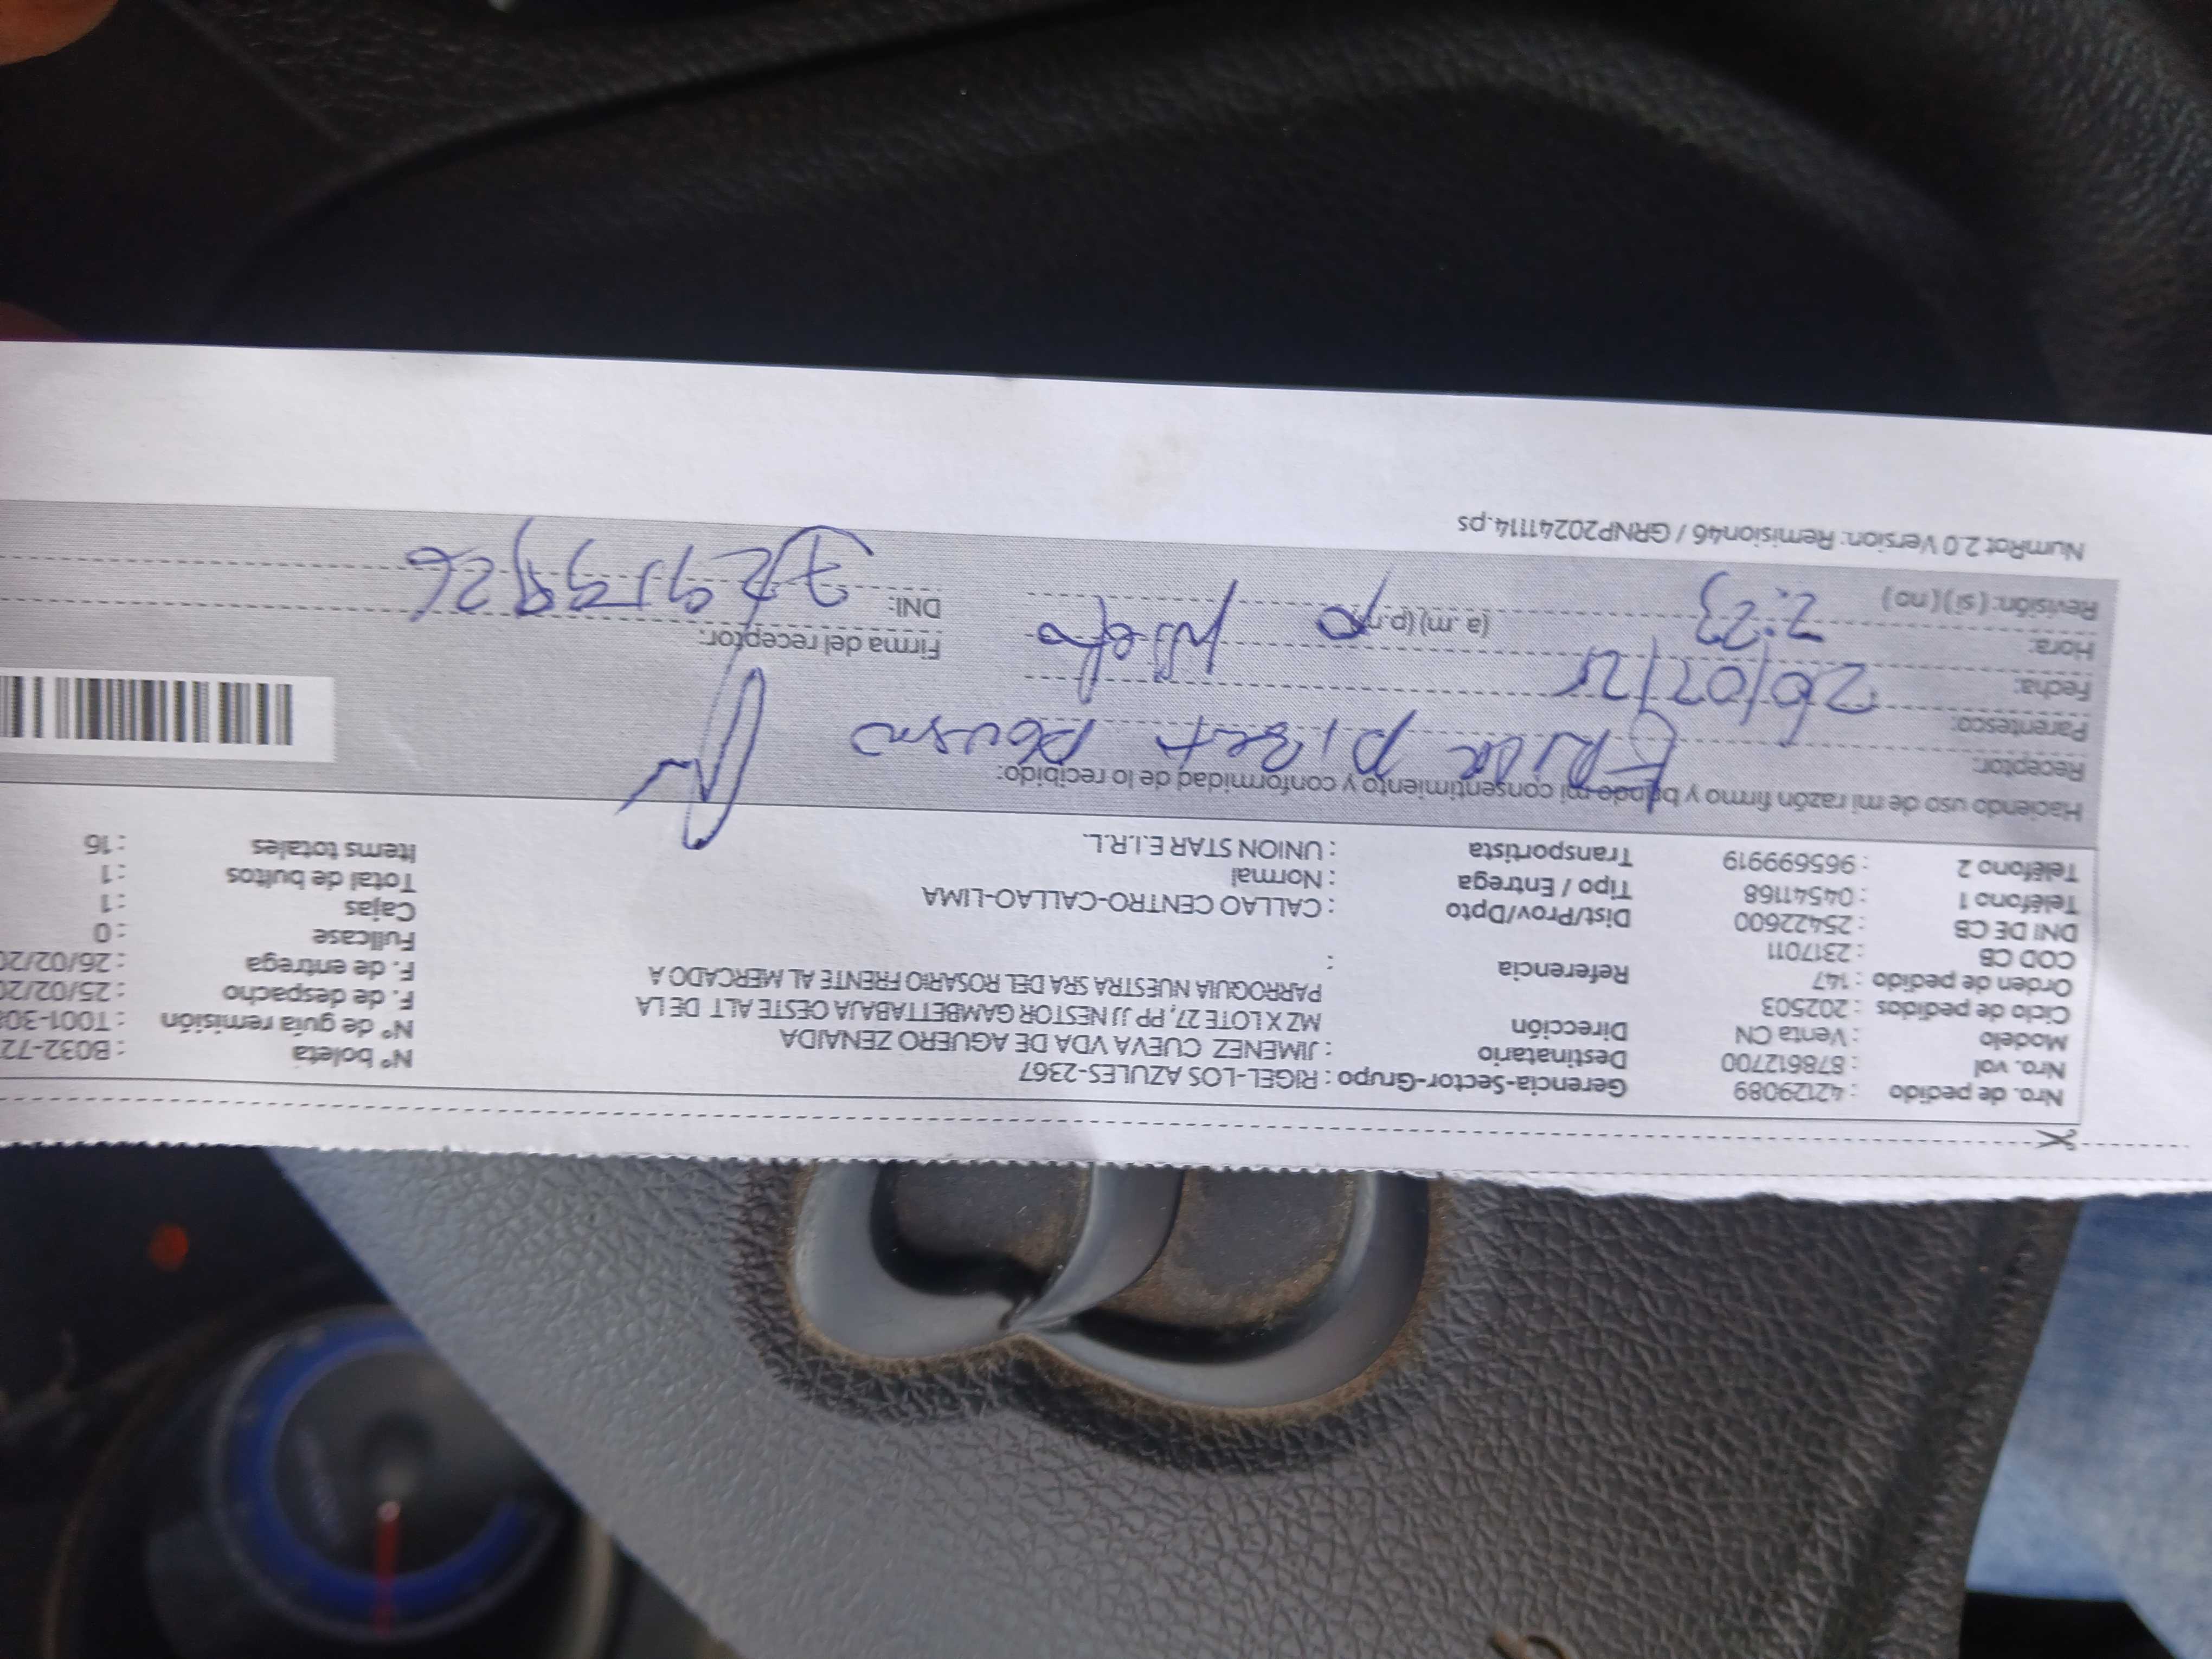 Nro. de pedido : 42129089 Gerencia-Sector-Grupo : RIGEL-LOS AZULES-2367 N° boleta : B032-72
Nro. val : 878612700 Destinatario : JIMENEZ CUEVA VDA DE AGUERO ZENAIDA N° de guía remisión : T001-308
Modelo : Venta CN Dirección MZ X LOTE 27, PP JJ NESTOR GAMBETTABAJA OESTE ALT DE LA F. de despacho : 25/02/20
Ciclo de pedidos : 202503 PARROQUIA NUESTRA SRA DEL ROSARIO FRENTE AL MERCADO A F. de entrega : 26/02/20
Orden de pedido : 147 Referencia : Fullcase : 0
COD CB : 2317011 Dist/Prov/Dpto : CALLAO CENTRO-CALLAO-LIMA Cajas : 1
DNI DE CB : 25422600 Tipo / Entrega : Normal Total de bultos : 1
Teléfono 1 : 04541168 Transportista : UNION STAR E.I.R.L. Items totales : 16
Teléfono 2 : 965699919
Haciendo uso de mi razón firmo y brindo mi consentimiento y conformidad de lo recibido:
Receptor:
Parentesco:
Fecha: 26/02/25 Nieto Firma del receptor:
Hora: 2:23 (a.m)(p.m) DNI:
Revisión: ( si ) ( no )
NumRot 2.0 Version: Remision46 / GRNP20241114.ps